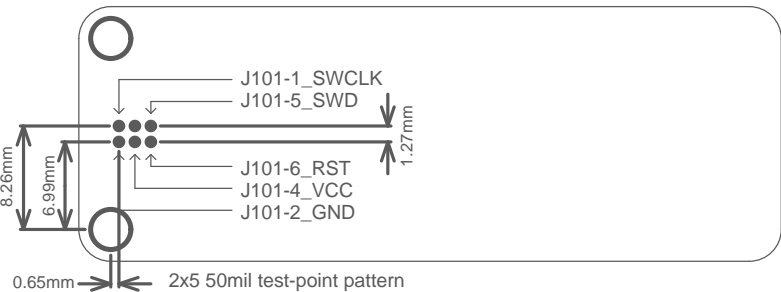 J101-1_SWCLK
J101-5_SWD
1.27mm
8.26mm
6.99mm
J101-6_RST
J101-4_VCC
J101-2_GND
0.65mm
2x5 50mil test-point pattern